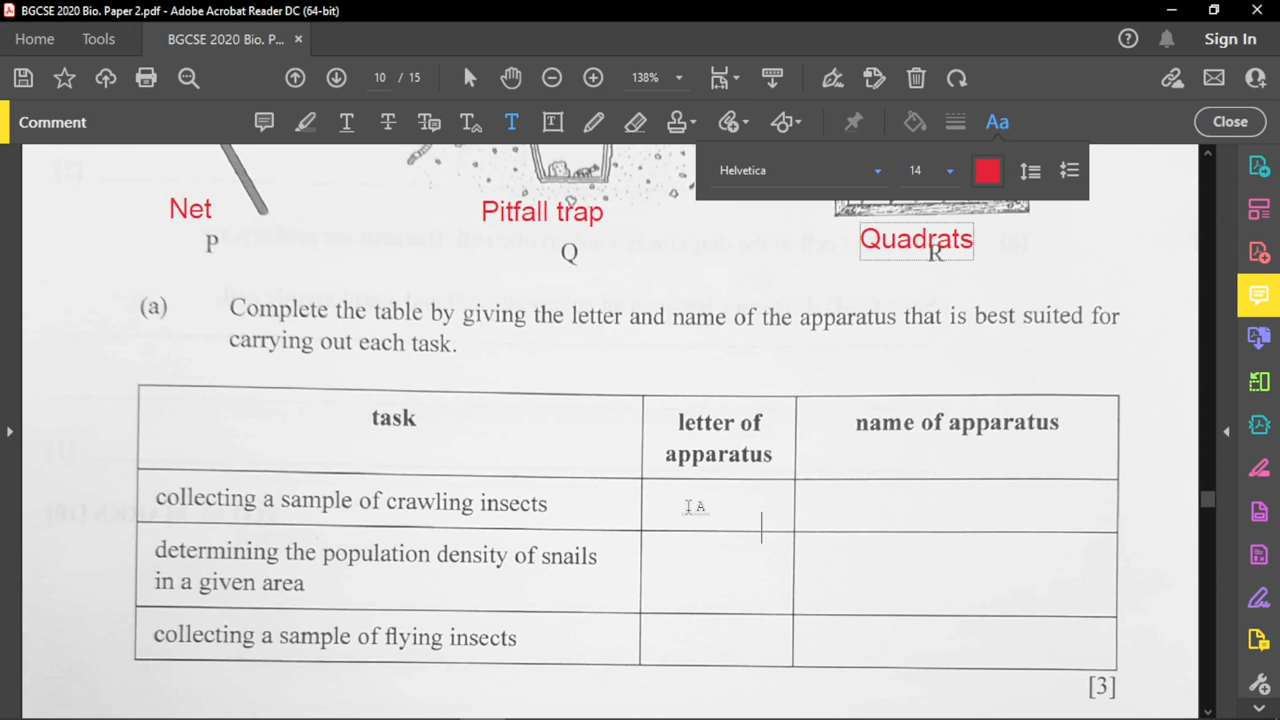 BGCSE 2020 Bio. Paper 2.pdf - Adobe Acrobat Reader DC (64-bit)
Home Tools BGCSE 2020 Bio. P... × Sign In
10 / 15 138%
Comment Close
Helvetica 14
Net Pitfall trap Quadrats
P Q R
(a) Complete the table by giving the letter and name of the apparatus that is best suited for
carrying out each task.
task letter of apparatus name of apparatus
collecting a sample of crawling insects
determining the population density of snails
in a given area
collecting a sample of flying insects
[3]